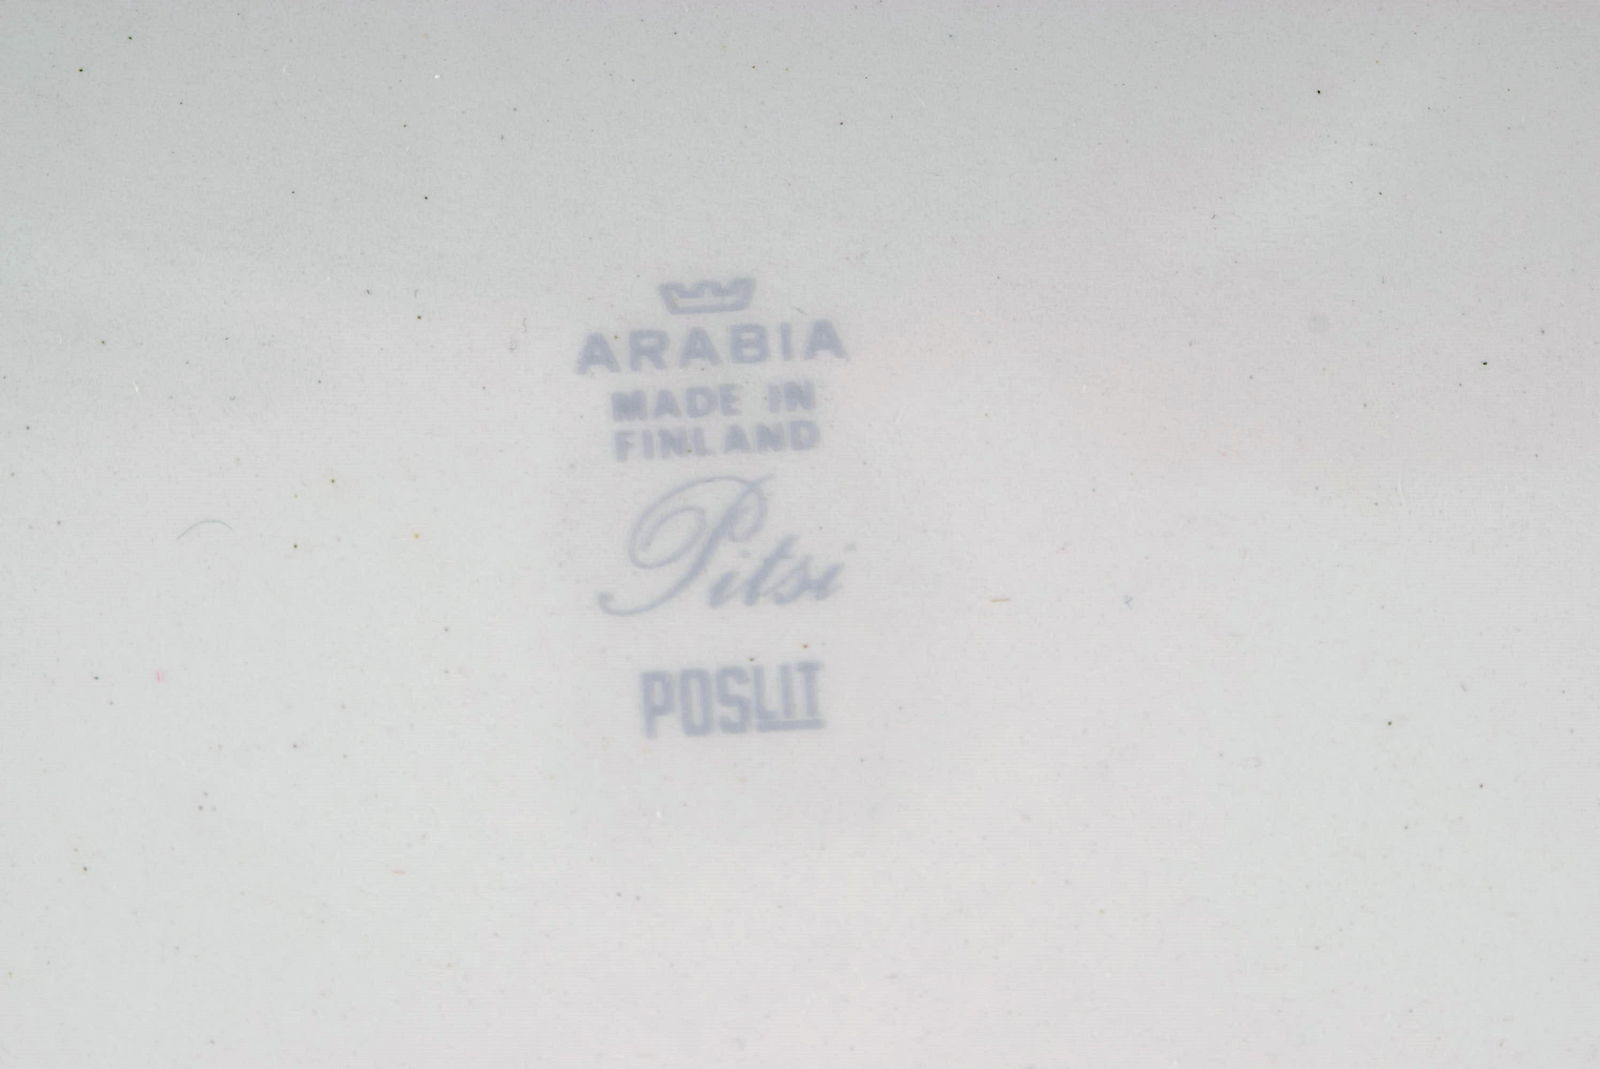 ARABIA
MADE IN
FINLAND
Pitsi
POSLIT